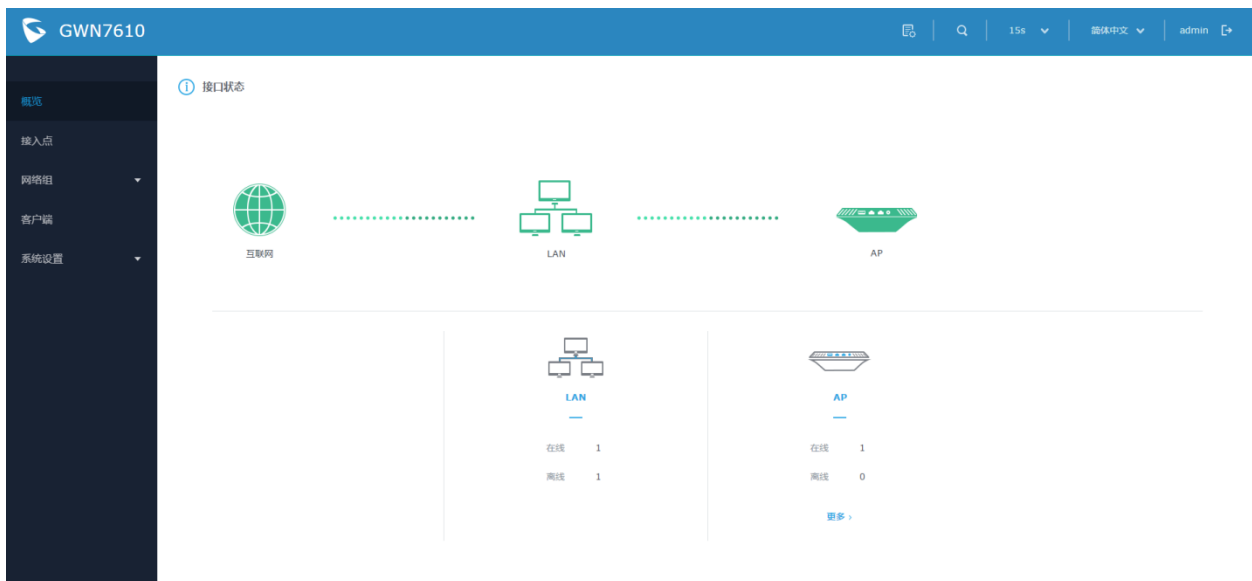 GWN7610
15s
简体中文
admin
概览
接入点
网络组
客户端
系统设置
接口状态
互联网
LAN
AP
LAN
AP
在线 1
离线 1
在线 1
离线 0
更多 ›